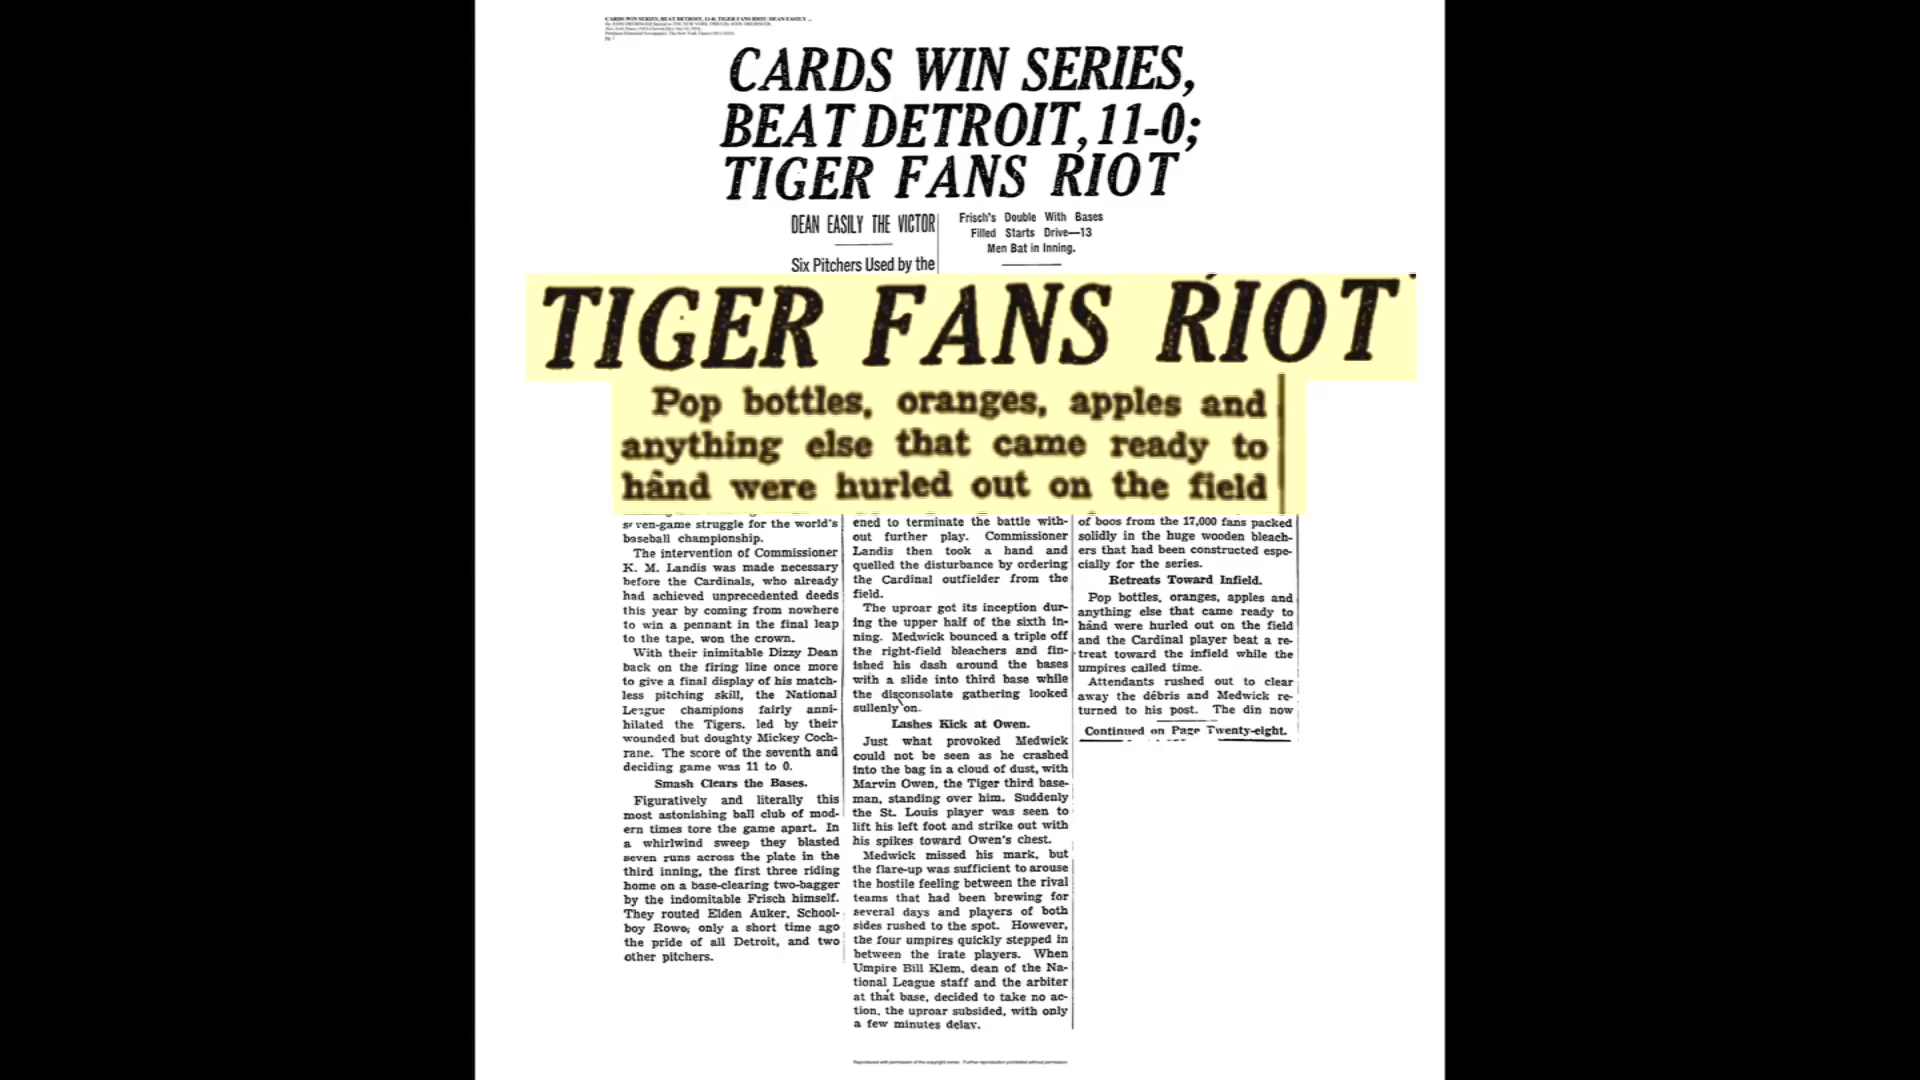 CARDS WIN SERIES, BEAT DETROIT, 11-0; TIGER FANS RIOT: DEAN EASILY ...
CARDS WIN SERIES,
BEAT DETROIT, 11-0;
TIGER FANS RIOT
DEAN EASILY THE VICTOR
Six Pitchers Used by the
Frisch's Double With Bases
Filled Starts Drive—13
Men Bat in Inning.
TIGER FANS RIOT
Pop bottles, oranges, apples and
anything else that came ready to
hand were hurled out on the field
seven-game struggle for the world's
baseball championship.
The intervention of Commissioner
K. M. Landis was made necessary
before the Cardinals, who already
had achieved unprecedented deeds
this year by coming from nowhere
to win a pennant in the final leap
to the tape, won the crown.
With their inimitable Dizzy Dean
back on the firing line once more
to give a final display of his match-
less pitching skill, the National
League champions fairly anni-
hilated the Tigers, led by their
wounded but doughty Mickey Coch-
rane. The score of the seventh and
deciding game was 11 to 0.
Smash Clears the Bases.
Figuratively and literally this
most astonishing ball club of mod-
ern times tore the game apart. In
a whirlwind sweep they blasted
seven runs across the plate in the
third inning, the first three riding
home on a base-clearing two-bagger
by the indomitable Frisch himself.
They routed Elden Auker, School-
boy Rowe, only a short time ago
the pride of all Detroit, and two
other pitchers.
ened to terminate the battle with-
out further play. Commissioner
Landis then took a hand and
quelled the disturbance by ordering
the Cardinal outfielder from the
field.
The uproar got its inception dur-
ing the upper half of the sixth in-
ning. Medwick bounced a triple off
the right-field bleachers and fin-
ished his dash around the bases
with a slide into third base while
the disconsolate gathering looked
sullenly on.
Lashes Kick at Owen.
Just what provoked Medwick
could not be seen as he crashed
into the bag in a cloud of dust, with
Marvin Owen, the Tiger third base-
man, standing over him. Suddenly
the St. Louis player was seen to
lift his left foot and strike out with
his spikes toward Owen's chest.
Medwick missed his mark, but
the flare-up was sufficient to arouse
the hostile feeling between the rival
teams that had been brewing for
several days and players of both
sides rushed to the spot. However,
the four umpires quickly stepped in
between the irate players. When
Umpire Bill Klem, dean of the Na-
tional League staff and the arbiter
at that base, decided to take no ac-
tion, the uproar subsided, with only
a few minutes delay.
of boos from the 17,000 fans packed
solidly in the huge wooden bleach-
ers that had been constructed espe-
cially for the series.
Retreats Toward Infield.
Pop bottles, oranges, apples and
anything else that came ready to
hand were hurled out on the field
and the Cardinal player beat a re-
treat toward the infield while the
umpires called time.
Attendants rushed out to clear
away the débris and Medwick re-
turned to his post. The din now
Continued on Page Twenty-eight.
Reproduced with permission of the copyright owner. Further reproduction prohibited without permission.